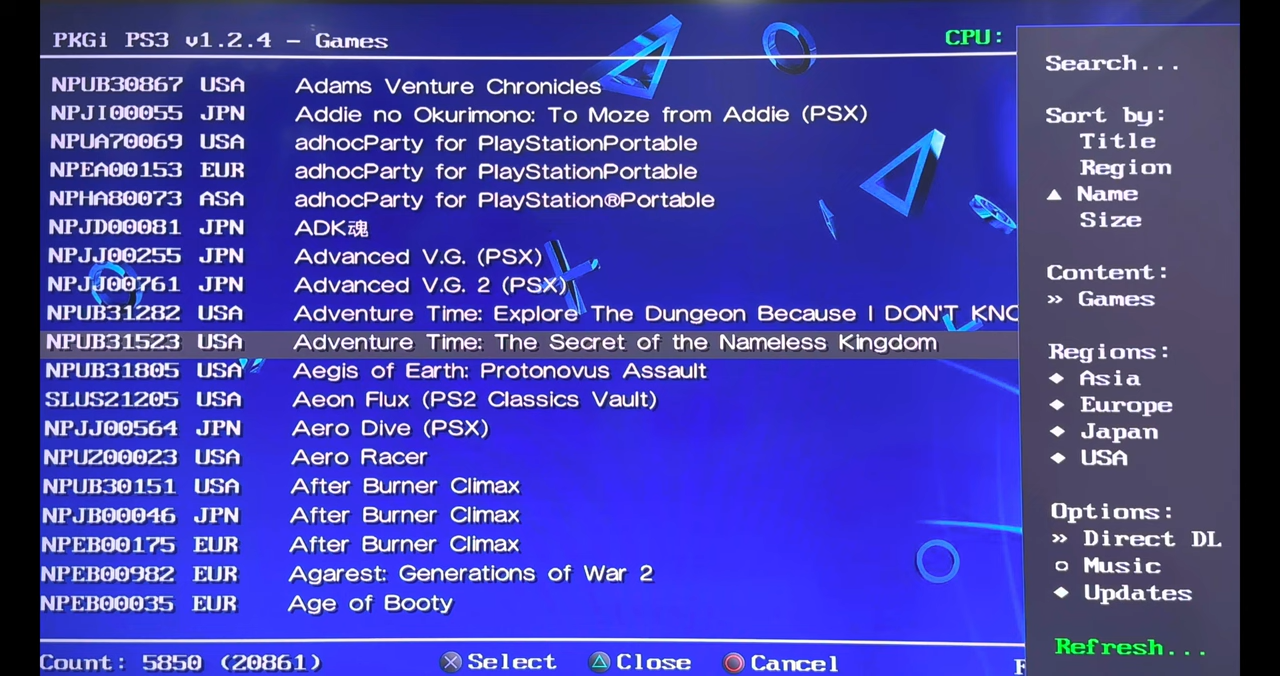 PKGi PS3 v1.2.4 - Games
CPU:
NPUB30867 USA Adams Venture Chronicles
NPJI00055 JPN Addie no Okurimono: To Moze from Addie (PSX)
NPUA70069 USA adhocParty for PlayStationPortable
NPEA00153 EUR adhocParty for PlayStationPortable
NPHA80073 ASA adhocParty for PlayStation®Portable
NPJD00081 JPN ADK魂
NPJJ00255 JPN Advanced V.G. (PSX)
NPJJ00761 JPN Advanced V.G. 2 (PSX)
NPUB31282 USA Adventure Time: Explore The Dungeon Because I DON'T KNO
NPUB31523 USA Adventure Time: The Secret of the Nameless Kingdom
NPUB31805 USA Aegis of Earth: Protonovus Assault
SLUS21205 USA Aeon Flux (PS2 Classics Vault)
NPJJ00564 JPN Aero Dive (PSX)
NPUZ00023 USA Aero Racer
NPUB30151 USA After Burner Climax
NPJB00046 JPN After Burner Climax
NPEB00175 EUR After Burner Climax
NPEB00982 EUR Agarest: Generations of War 2
NPEB00035 EUR Age of Booty
Count: 5850 (20861)
Select
Close
Cancel
Search...
Sort by:
Title
Region
Name
Size
Content:
» Games
Regions:
Asia
Europe
Japan
USA
Options:
» Direct DL
Music
Updates
Refresh...